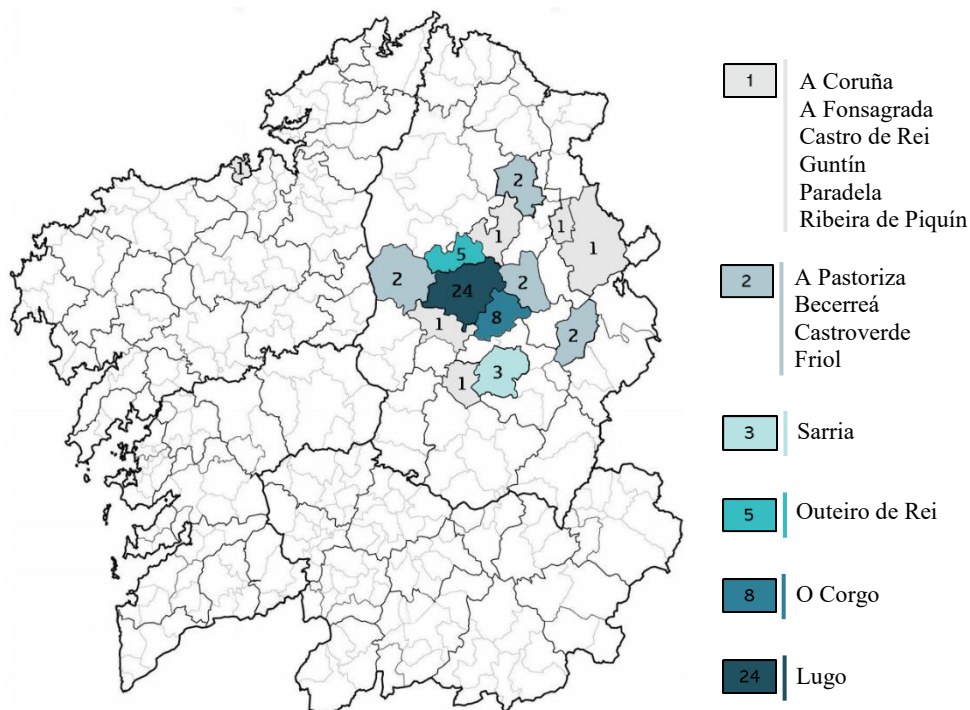 1
A Coruña
A Fonsagrada
Castro de Rei
Guntín
Paradela
Ribeira de Piquín
2
A Pastoriza
Becerreá
Castroverde
Friol
3
Sarria
5
Outeiro de Rei
8
O Corgo
24
Lugo
1
2
1
1
1
5
2
24
2
8
1
2
1
3